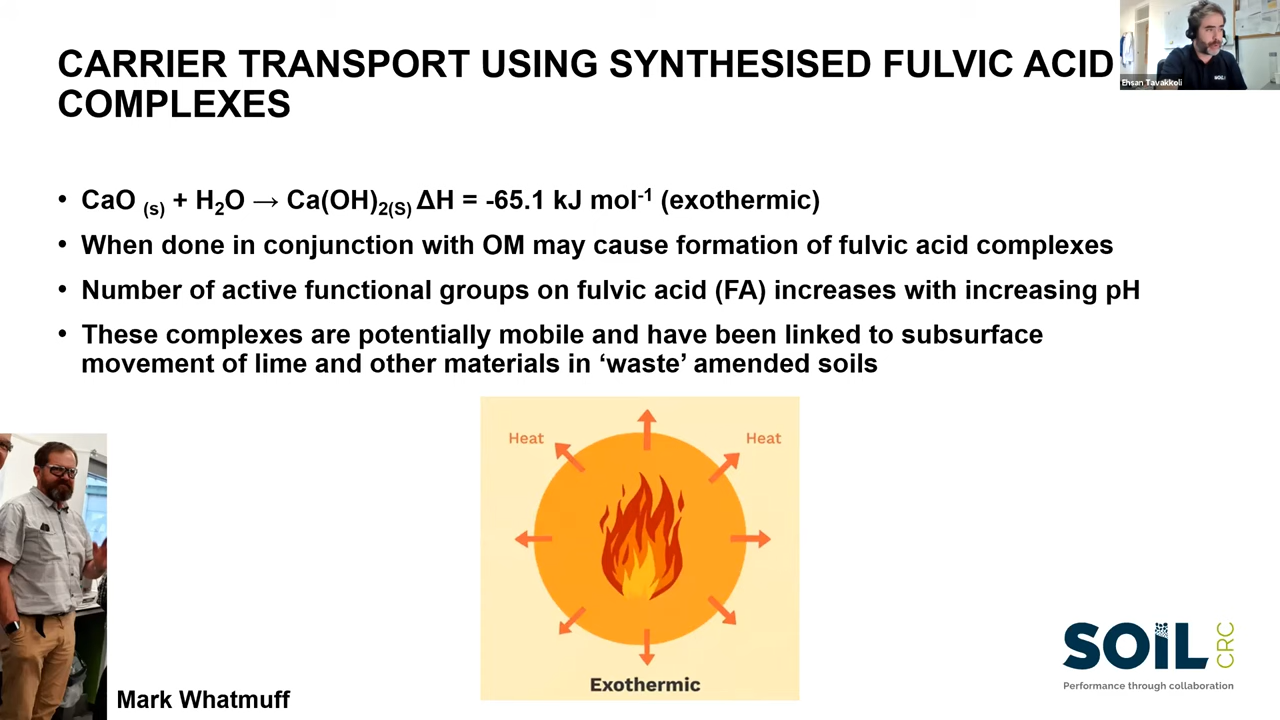 CARRIER TRANSPORT USING SYNTHESISED FULVIC ACID
COMPLEXES
Ehsan Tavakkoli
SOIL
• CaO (s) + H2O → Ca(OH)2(S) ΔH = -65.1 kJ mol-1 (exothermic)
• When done in conjunction with OM may cause formation of fulvic acid complexes
• Number of active functional groups on fulvic acid (FA) increases with increasing pH
• These complexes are potentially mobile and have been linked to subsurface
movement of lime and other materials in ‘waste’ amended soils
Heat
Heat
Exothermic
Mark Whatmuff
SOIL CRC
Performance through collaboration